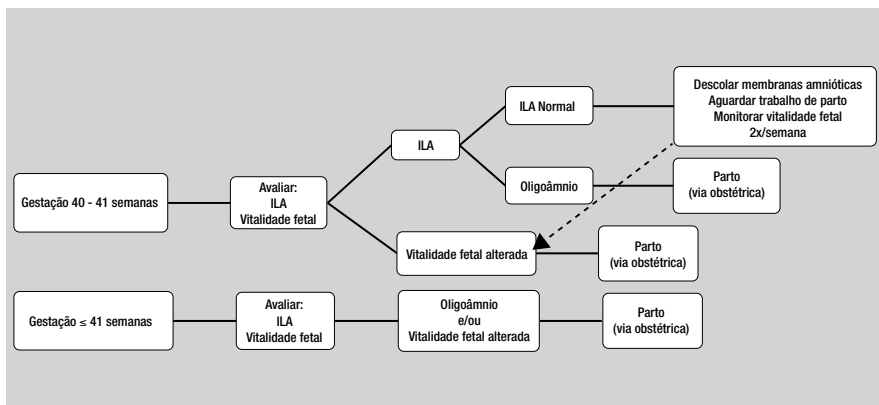 Gestação 40 - 41 semanas
Avaliar:
ILA
Vitalidade fetal
ILA
ILA Normal
Descolar membranas amnióticas
Aguardar trabalho de parto
Monitorar vitalidade fetal
2x/semana
Oligoâmnio
Parto
(via obstétrica)
Vitalidade fetal alterada
Parto
(via obstétrica)
Gestação ≤ 41 semanas
Avaliar:
ILA
Vitalidade fetal
Oligoâmnio
e/ou
Vitalidade fetal alterada
Parto
(via obstétrica)